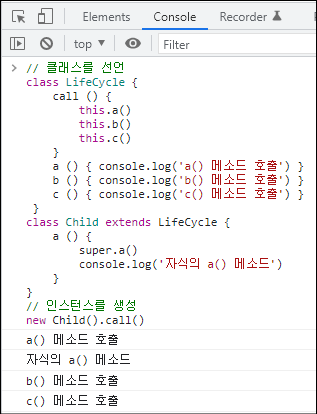 Elements Console Recorder
top Filter
> // 클래스를 선언
class LifeCycle {
    call () {
        this.a()
        this.b()
        this.c()
    }
    a () { console.log('a() 메소드 호출') }
    b () { console.log('b() 메소드 호출') }
    c () { console.log('c() 메소드 호출') }
 }
class Child extends LifeCycle {
    a () {
        super.a()
        console.log('자식의 a() 메소드')
    }
}
// 인스턴스를 생성
new Child().call()
a() 메소드 호출
자식의 a() 메소드
b() 메소드 호출
c() 메소드 호출